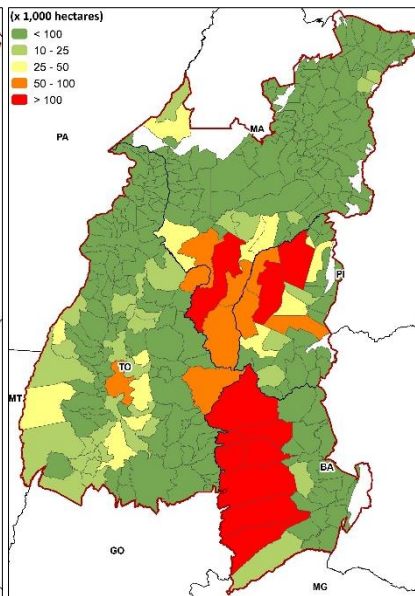 (x 1,000 hectares)
< 100
10 - 25
25 - 50
50 - 100
> 100
PA
MA
PI
TO
MT
BA
GO
MG